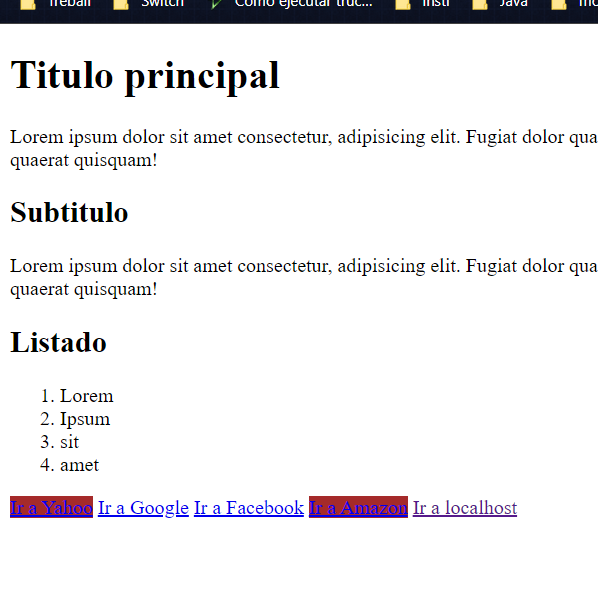 Treball Switch Como ejecutar truc... Insti Java
Titulo principal
Lorem ipsum dolor sit amet consectetur, adipisicing elit. Fugiat dolor qua
quaerat quisquam!
Subtitulo
Lorem ipsum dolor sit amet consectetur, adipisicing elit. Fugiat dolor qua
quaerat quisquam!
Listado
1. Lorem
2. Ipsum
3. sit
4. amet
Ir a Yahoo Ir a Google Ir a Facebook Ir a Amazon Ir a localhost